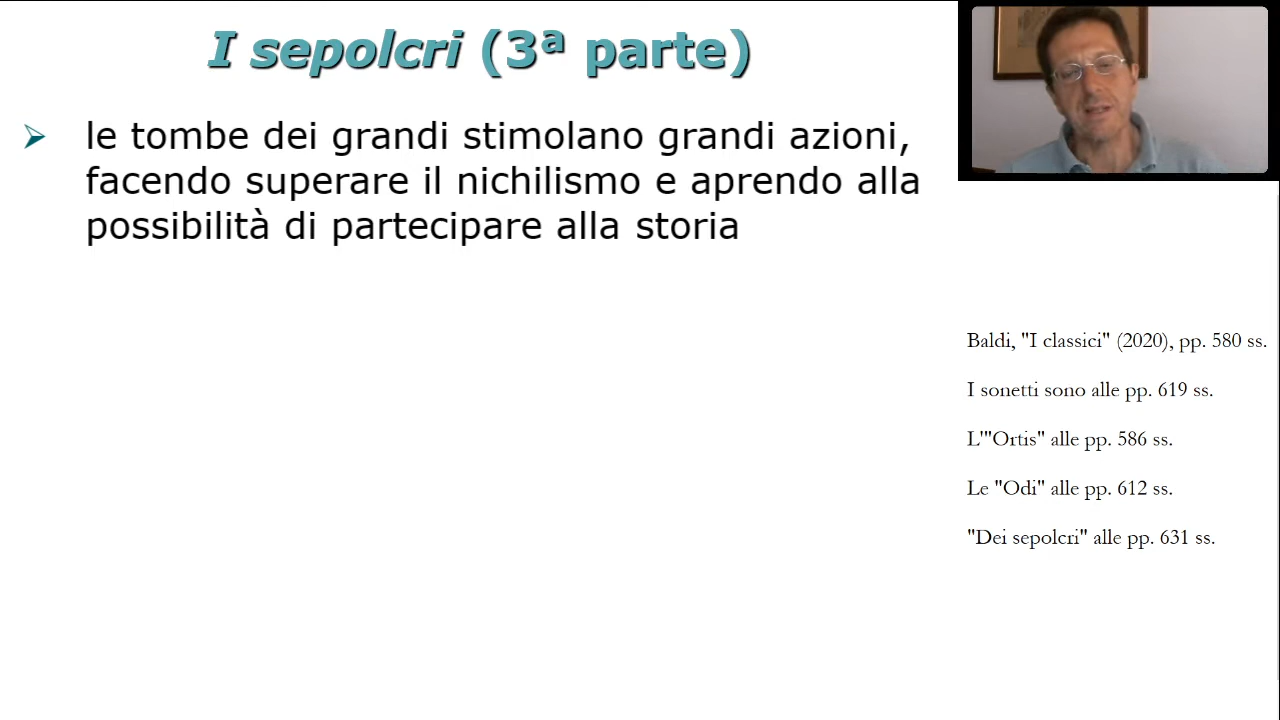 I sepolcri (3ª parte)
le tombe dei grandi stimolano grandi azioni,
facendo superare il nichilismo e aprendo alla
possibilità di partecipare alla storia
Baldi, "I classici" (2020), pp. 580 ss.
I sonetti sono alle pp. 619 ss.
L'"Ortis" alle pp. 586 ss.
Le "Odi" alle pp. 612 ss.
"Dei sepolcri" alle pp. 631 ss.